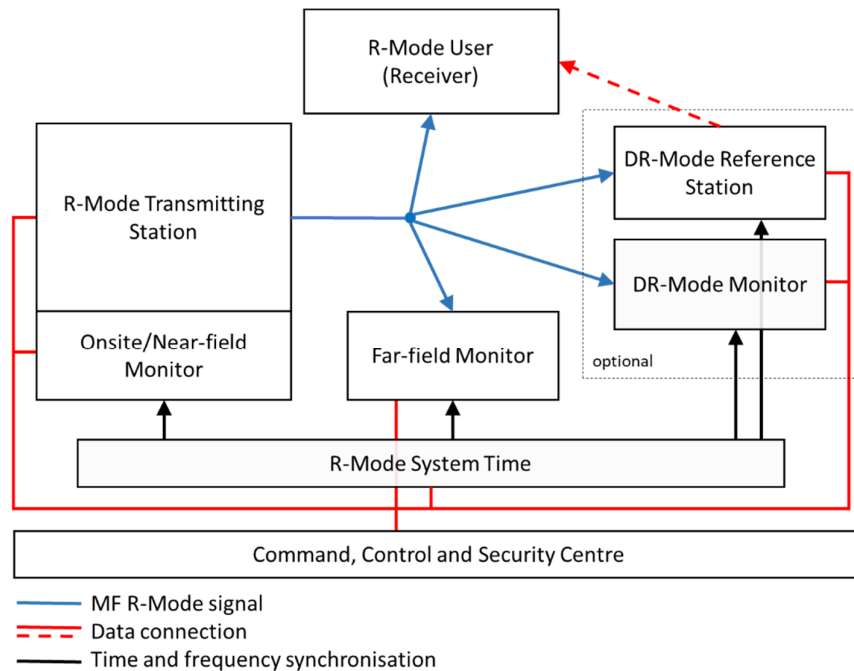 R-Mode User
(Receiver)
R-Mode Transmitting
Station
DR-Mode Reference
Station
DR-Mode Monitor
Onsite/Near-field
Monitor
Far-field Monitor
optional
R-Mode System Time
Command, Control and Security Centre
MF R-Mode signal
Data connection
Time and frequency synchronisation